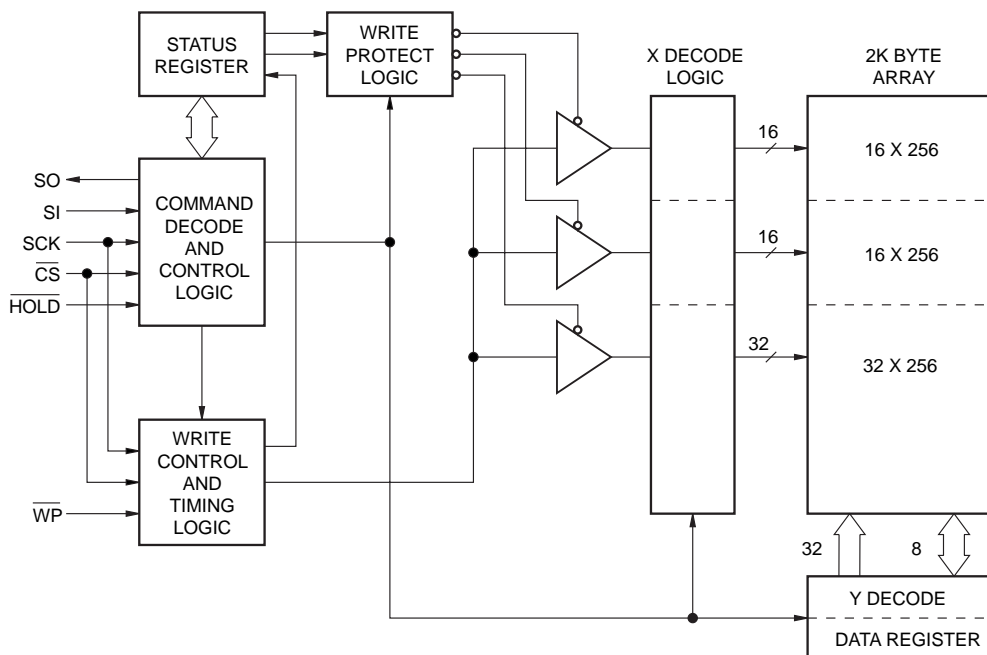 STATUS
REGISTER
WRITE
PROTECT
LOGIC
X DECODE
LOGIC
2K BYTE
ARRAY
SO
SI
SCK
CS
HOLD
COMMAND
DECODE
AND
CONTROL
LOGIC
16
16 X 256
16
16 X 256
32
32 X 256
WP
WRITE
CONTROL
AND
TIMING
LOGIC
32
8
Y DECODE
DATA REGISTER